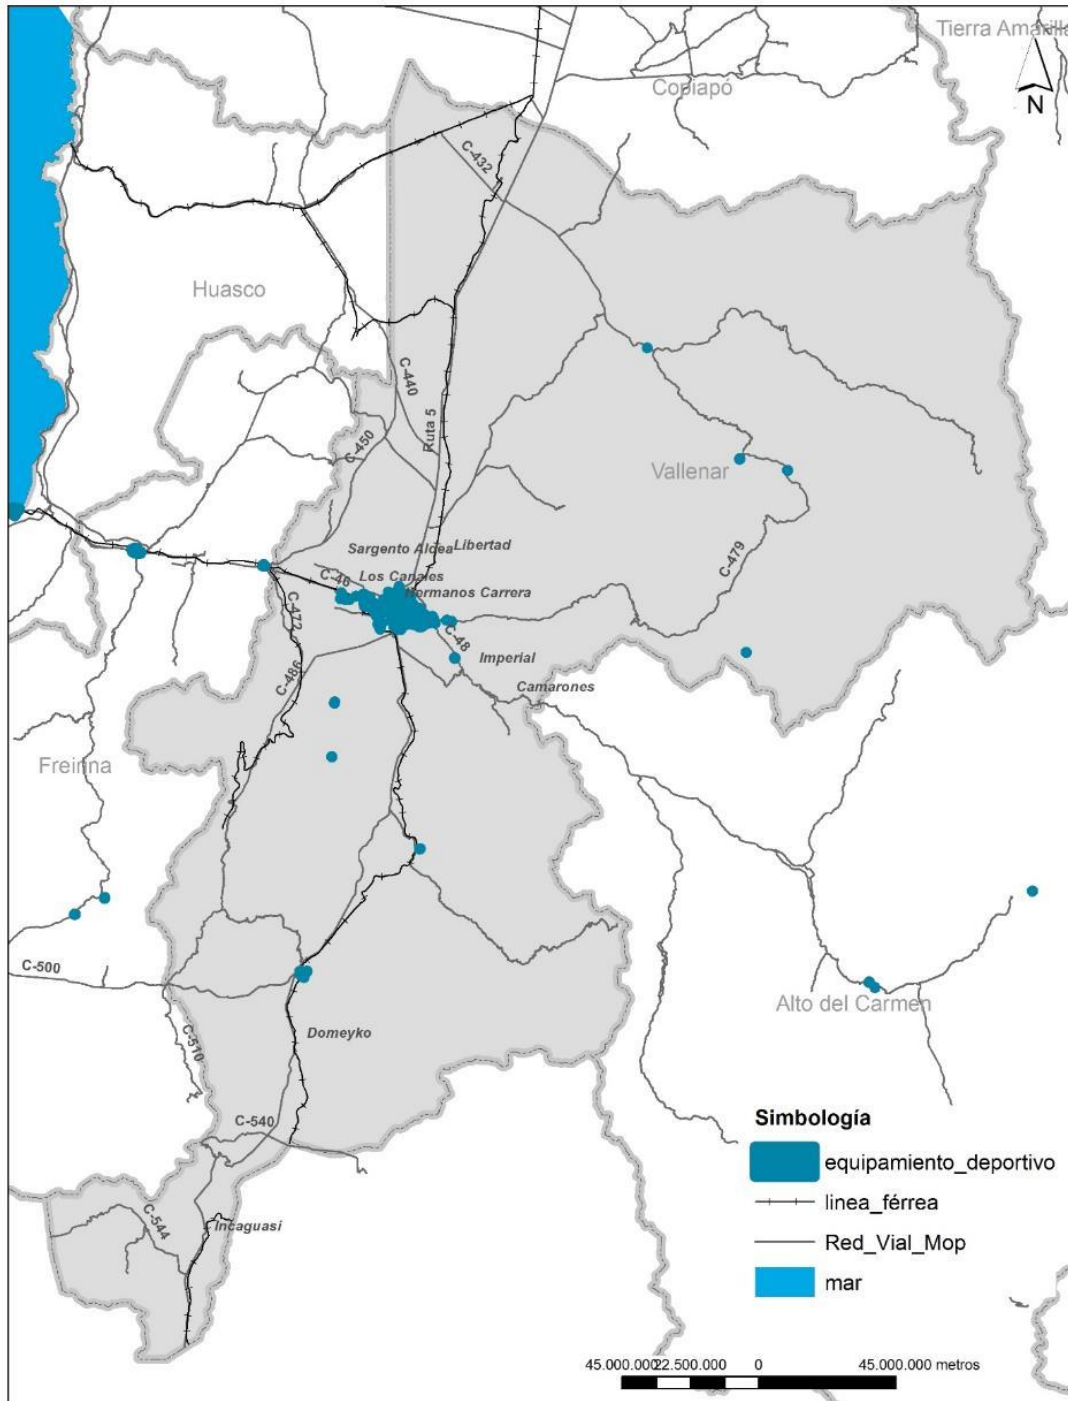 Tierra Amarilla
Copiapó
N
C-432
Huasco
C-440
Ruta 5
C-450
Vallenar
C-479
Sargento Aldea
Libertad
C-46
Los Canales
Hermanos Carrera
C-472
C-48
Imperial
C-486
Camarones
Freirina
C-500
Alto del Carmen
C-510
Domeyko
C-540
Simbología
equipamiento_deportivo
linea_férrea
Red_Vial_Mop
mar
C-544
Incaguasi
45.000.000 22.500.000 0 45.000.000 metros